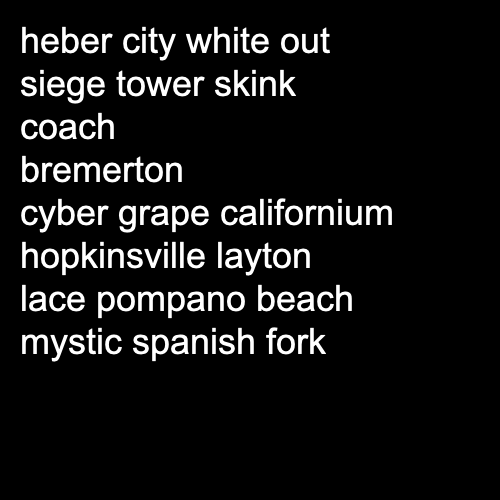 heber city white out
siege tower skink
coach
bremerton
cyber grape californium
hopkinsville layton
lace pompano beach
mystic spanish fork